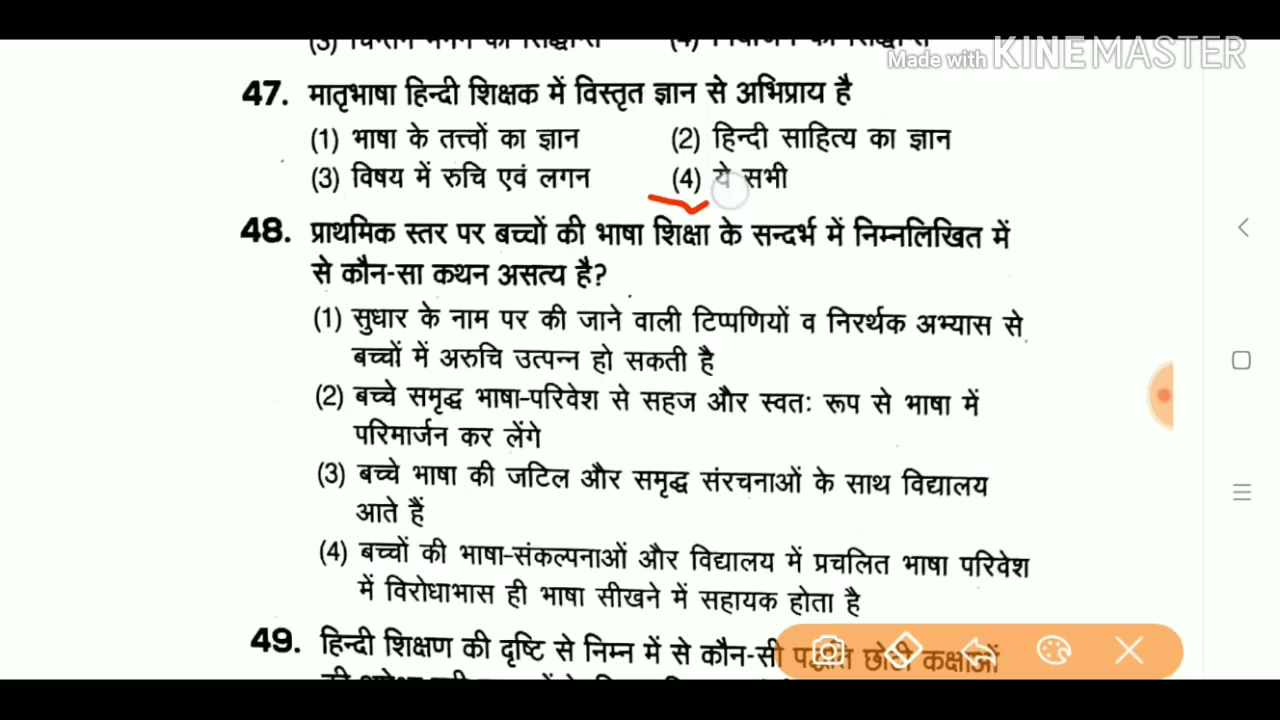 Made with KINEMASTER
47. मातृभाषा हिन्दी शिक्षक में विस्तृत ज्ञान से अभिप्राय है
(1) भाषा के तत्त्वों का ज्ञान (2) हिन्दी साहित्य का ज्ञान
(3) विषय में रुचि एवं लगन (4) ये सभी
48. प्राथमिक स्तर पर बच्चों की भाषा शिक्षा के सन्दर्भ में निम्नलिखित में
से कौन-सा कथन असत्य है?
(1) सुधार के नाम पर की जाने वाली टिप्पणियों व निरर्थक अभ्यास से
बच्चों में अरुचि उत्पन्न हो सकती है
(2) बच्चे समृद्ध भाषा-परिवेश से सहज और स्वतः रूप से भाषा में
परिमार्जन कर लेंगे
(3) बच्चे भाषा की जटिल और समृद्ध संरचनाओं के साथ विद्यालय
आते हैं
(4) बच्चों की भाषा-संकल्पनाओं और विद्यालय में प्रचलित भाषा परिवेश
में विरोधाभास ही भाषा सीखने में सहायक होता है
49. हिन्दी शिक्षण की दृष्टि से निम्न में से कौन-सी पद्धति छोटी कक्षाओं